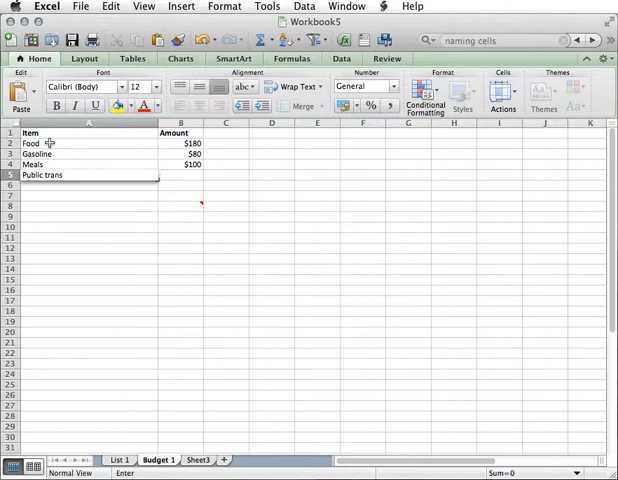 Excel File Edit View Insert Format Tools Data Window Help
Workbook5
naming cells
Home Layout Tables Charts SmartArt Formulas Data Review
Edit Font Alignment Number Format Cells Themes
Calibri (Body) 12 abc Wrap Text General
Paste B I U A Merge % , Conditional Formatting Styles Actions Themes Aa
A B C D E F G H I J K
1 Item Amount
2 Food $180
3 Gasoline $80
4 Meals $100
5 Public trans
6
7
8
9
10
11
12
13
14
15
16
17
18
19
20
21
22
23
24
25
26
27
28
29
30
31
List 1 Budget 1 Sheet3 +
Normal View Enter Sum=0